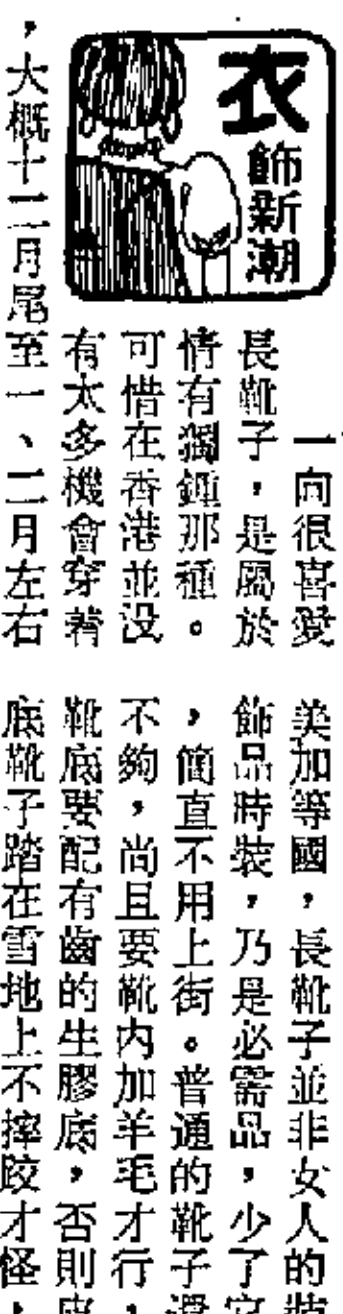 衣
飾新潮
一向很喜愛
長靴子，是屬於
情有獨鍾那種。
可惜在香港並没
有太多機會穿着
，大概十二月尾至一、二月左右
美加等國，長靴子並非女人的裝
飾品時裝，乃是必需品，少了它
，簡直不用上街。普通的靴子還
不夠，尚且要靴內加羊毛才行，
靴底要配有齒的生膠底，否則
底靴子踏在雪地上不摔跤才怪，